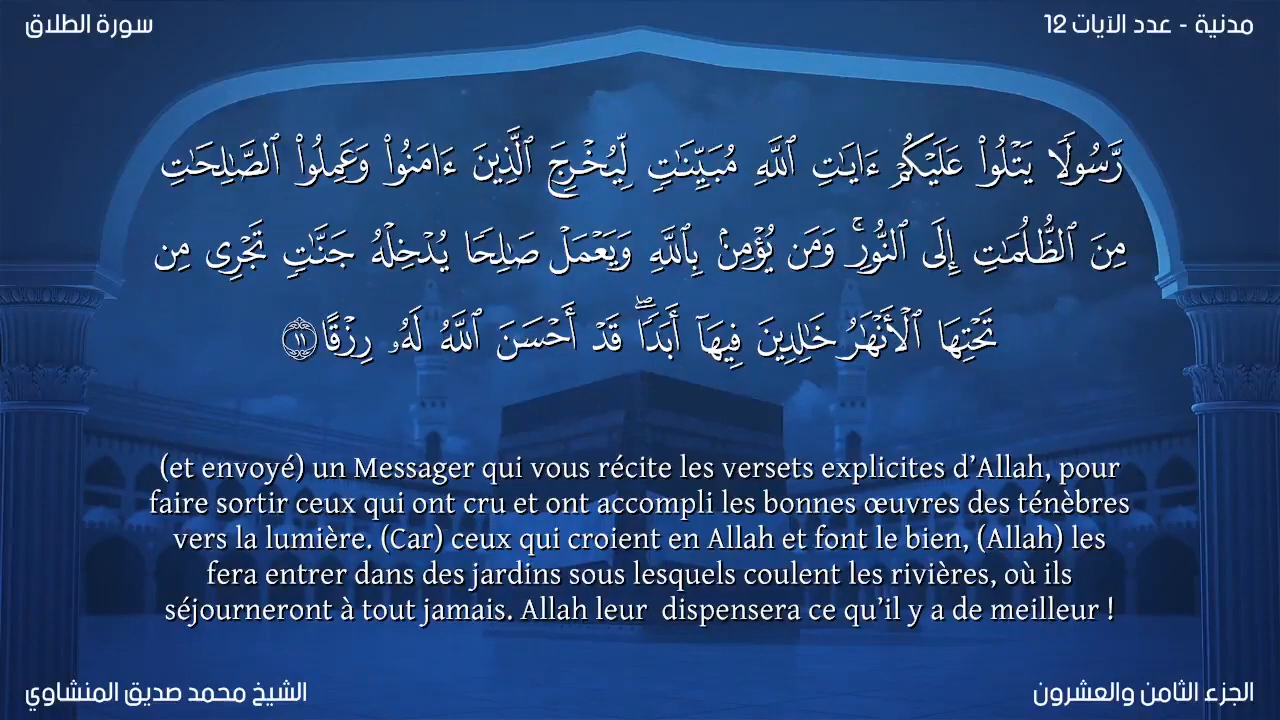 سورة الطلاق
مدنية - عدد الآيات 12
رَّسُولًا يَتْلُوا۟ عَلَيْكُمْ ءَايَـٰتِ ٱللَّهِ مُبَيِّنَـٰتٍ لِّيُخْرِجَ ٱلَّذِينَ ءَامَنُوا۟ وَعَمِلُوا۟ ٱلصَّـٰلِحَـٰتِ
مِنَ ٱلظُّلُمَـٰتِ إِلَى ٱلنُّورِ ۚ وَمَن يُؤْمِنۢ بِٱللَّهِ وَيَعْمَلْ صَـٰلِحًا يُدْخِلْهُ جَنَّـٰتٍ تَجْرِى مِن
تَحْتِهَا ٱلْأَنْهَـٰرُ خَـٰلِدِينَ فِيهَآ أَبَدًا ۖ قَدْ أَحْسَنَ ٱللَّهُ لَهُۥ رِزْقًا ١١
(et envoyé) un Messager qui vous récite les versets explicites d’Allah, pour
faire sortir ceux qui ont cru et ont accompli les bonnes œuvres des ténèbres
vers la lumière. (Car) ceux qui croient en Allah et font le bien, (Allah) les
fera entrer dans des jardins sous lesquels coulent les rivières, où ils
séjourneront à tout jamais. Allah leur  dispensera ce qu’il y a de meilleur !
الشيخ محمد صديق المنشاوي
الجزء الثامن والعشرون